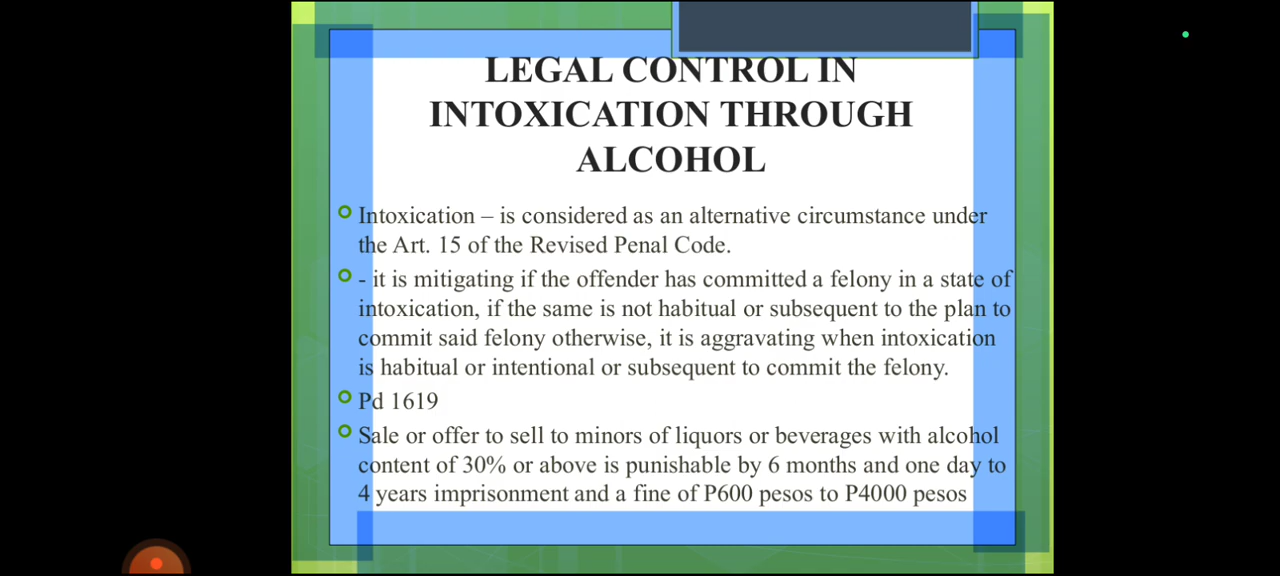 LEGAL CONTROL IN
INTOXICATION THROUGH
ALCOHOL
Intoxication – is considered as an alternative circumstance under
the Art. 15 of the Revised Penal Code.
- it is mitigating if the offender has committed a felony in a state of
intoxication, if the same is not habitual or subsequent to the plan to
commit said felony otherwise, it is aggravating when intoxication
is habitual or intentional or subsequent to commit the felony.
Pd 1619
Sale or offer to sell to minors of liquors or beverages with alcohol
content of 30% or above is punishable by 6 months and one day to
4 years imprisonment and a fine of P600 pesos to P4000 pesos